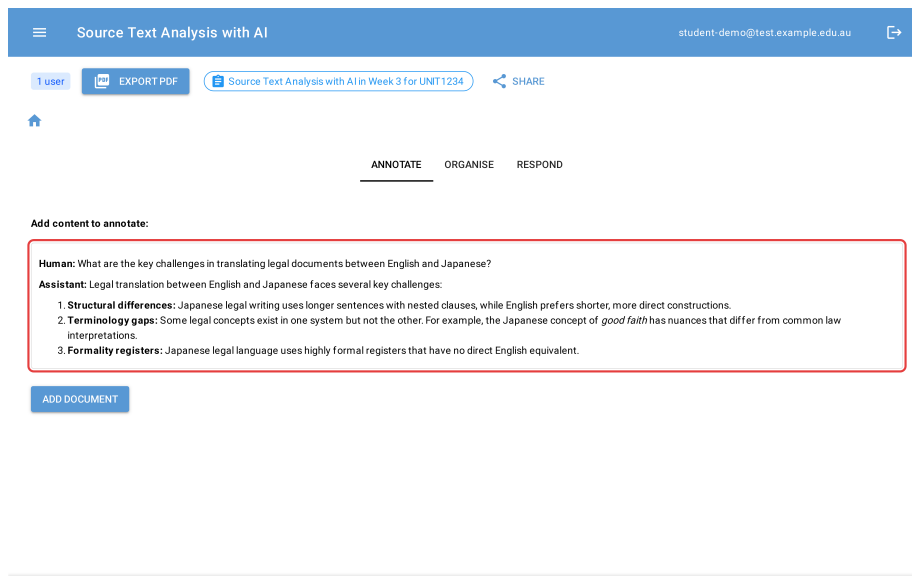 Source Text Analysis with AI
student-demo@test.example.edu.au
1 user
PDF
EXPORT PDF
Source Text Analysis with AI in Week 3 for UNIT1234
SHARE
ANNOTATE
ORGANISE
RESPOND
Add content to annotate:
Human: What are the key challenges in translating legal documents between English and Japanese?
Assistant: Legal translation between English and Japanese faces several key challenges:
1. Structural differences: Japanese legal writing uses longer sentences with nested clauses, while English prefers shorter, more direct constructions.
2. Terminology gaps: Some legal concepts exist in one system but not the other. For example, the Japanese concept of good faith has nuances that differ from common law
interpretations.
3. Formality registers: Japanese legal language uses highly formal registers that have no direct English equivalent.
ADD DOCUMENT